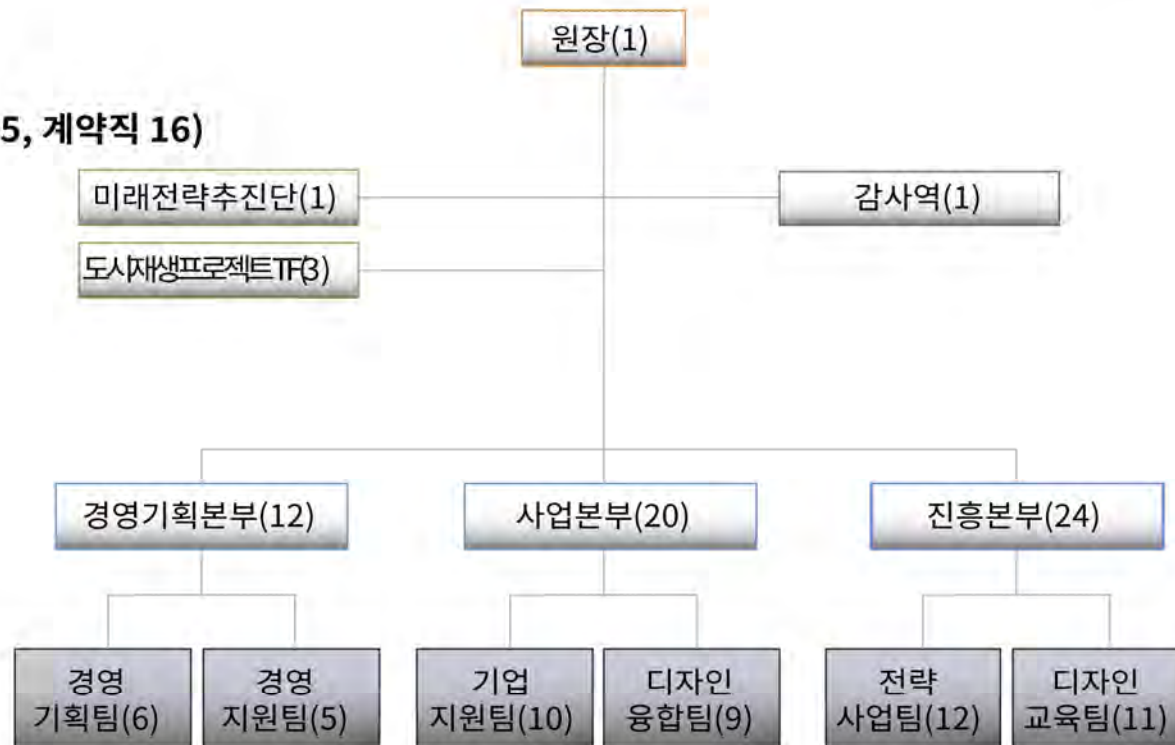 원장(1)
5, 계약직 16)
미래전략추진단(1)
감사역(1)
도시재생프로젝트TF(3)
경영기획본부(12)
사업본부(20)
진흥본부(24)
경영
기획팀(6)
경영
지원팀(5)
기업
지원팀(10)
디자인
융합팀(9)
전략
사업팀(12)
디자인
교육팀(11)